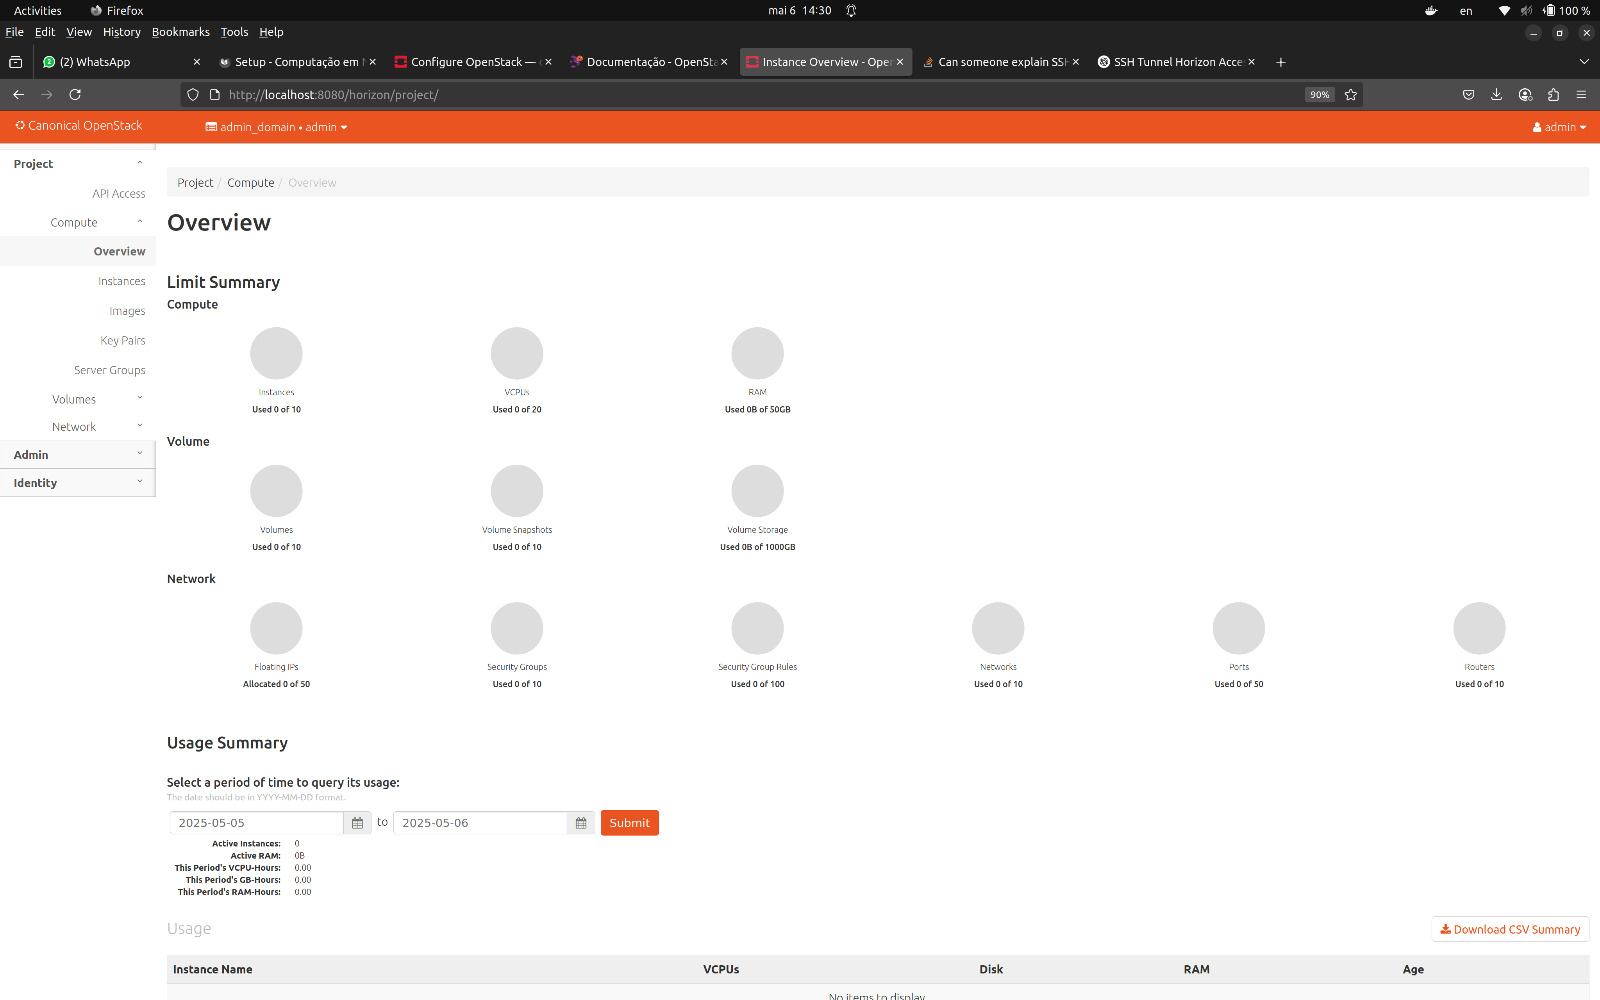 Activities Firefox mai 6 14:30 en 100 %
File Edit View History Bookmarks Tools Help
(2) WhatsApp Setup - Computação em Configure OpenStack — Documentação - OpenSta Instance Overview - Oper Can someone explain SSH SSH Tunnel Horizon Acce
http://localhost:8080/horizon/project/ 90%
Canonical OpenStack admin_domain • admin admin
Project
API Access
Compute
Overview
Instances
Images
Key Pairs
Server Groups
Volumes
Network
Admin
Identity
Project / Compute / Overview
Overview
Limit Summary
Compute
Instances VCPUs RAM
Used 0 of 10 Used 0 of 20 Used 0B of 50GB
Volume
Volumes Volume Snapshots Volume Storage
Used 0 of 10 Used 0 of 10 Used 0B of 1000GB
Network
Floating IPs Security Groups Security Group Rules Networks Ports Routers
Allocated 0 of 50 Used 0 of 10 Used 0 of 100 Used 0 of 10 Used 0 of 50 Used 0 of 10
Usage Summary
Select a period of time to query its usage:
The date should be in YYYY-MM-DD format.
2025-05-05 to 2025-05-06 Submit
Active Instances: 0
Active RAM: 0B
This Period's VCPU-Hours: 0.00
This Period's GB-Hours: 0.00
This Period's RAM-Hours: 0.00
Usage Download CSV Summary
Instance Name VCPUs Disk RAM Age
No items to display